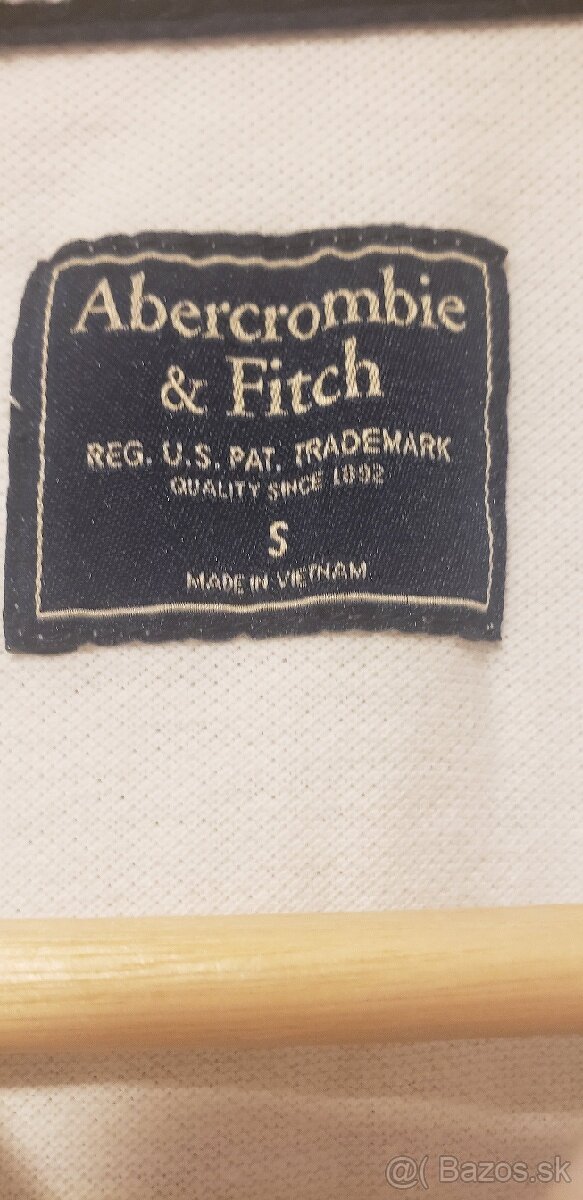 Abercrombie
& Fitch
REG. U.S. PAT. TRADEMARK
QUALITY SINCE 1892
S
MADE IN VIETNAM
@( Bazos.sk